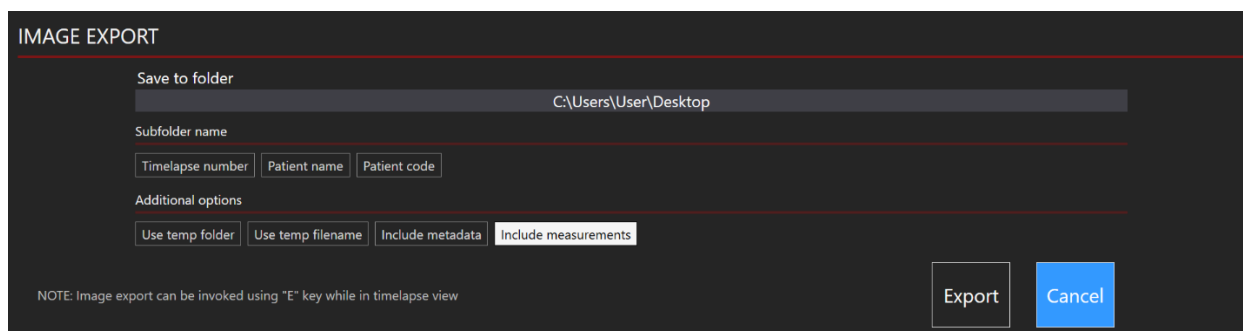 IMAGE EXPORT
Save to folder
C:\Users\User\Desktop
Subfolder name
Timelapse number Patient name Patient code
Additional options
Use temp folder Use temp filename Include metadata Include measurements
NOTE: Image export can be invoked using "E" key while in timelapse view
Export Cancel